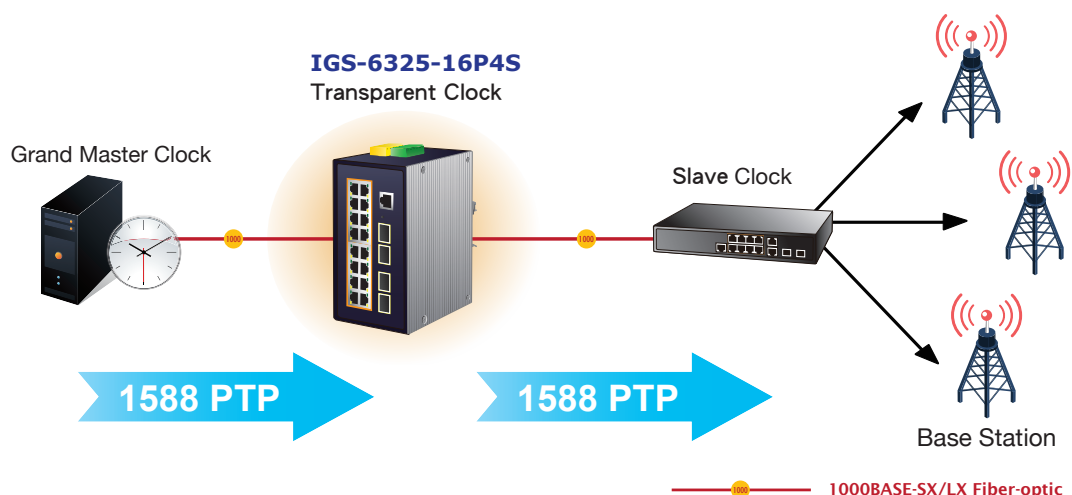 IGS-6325-16P4S
Transparent Clock
Grand Master Clock
Slave Clock
1000
1000
1588 PTP
1588 PTP
Base Station
1000
1000BASE-SX/LX Fiber-optic